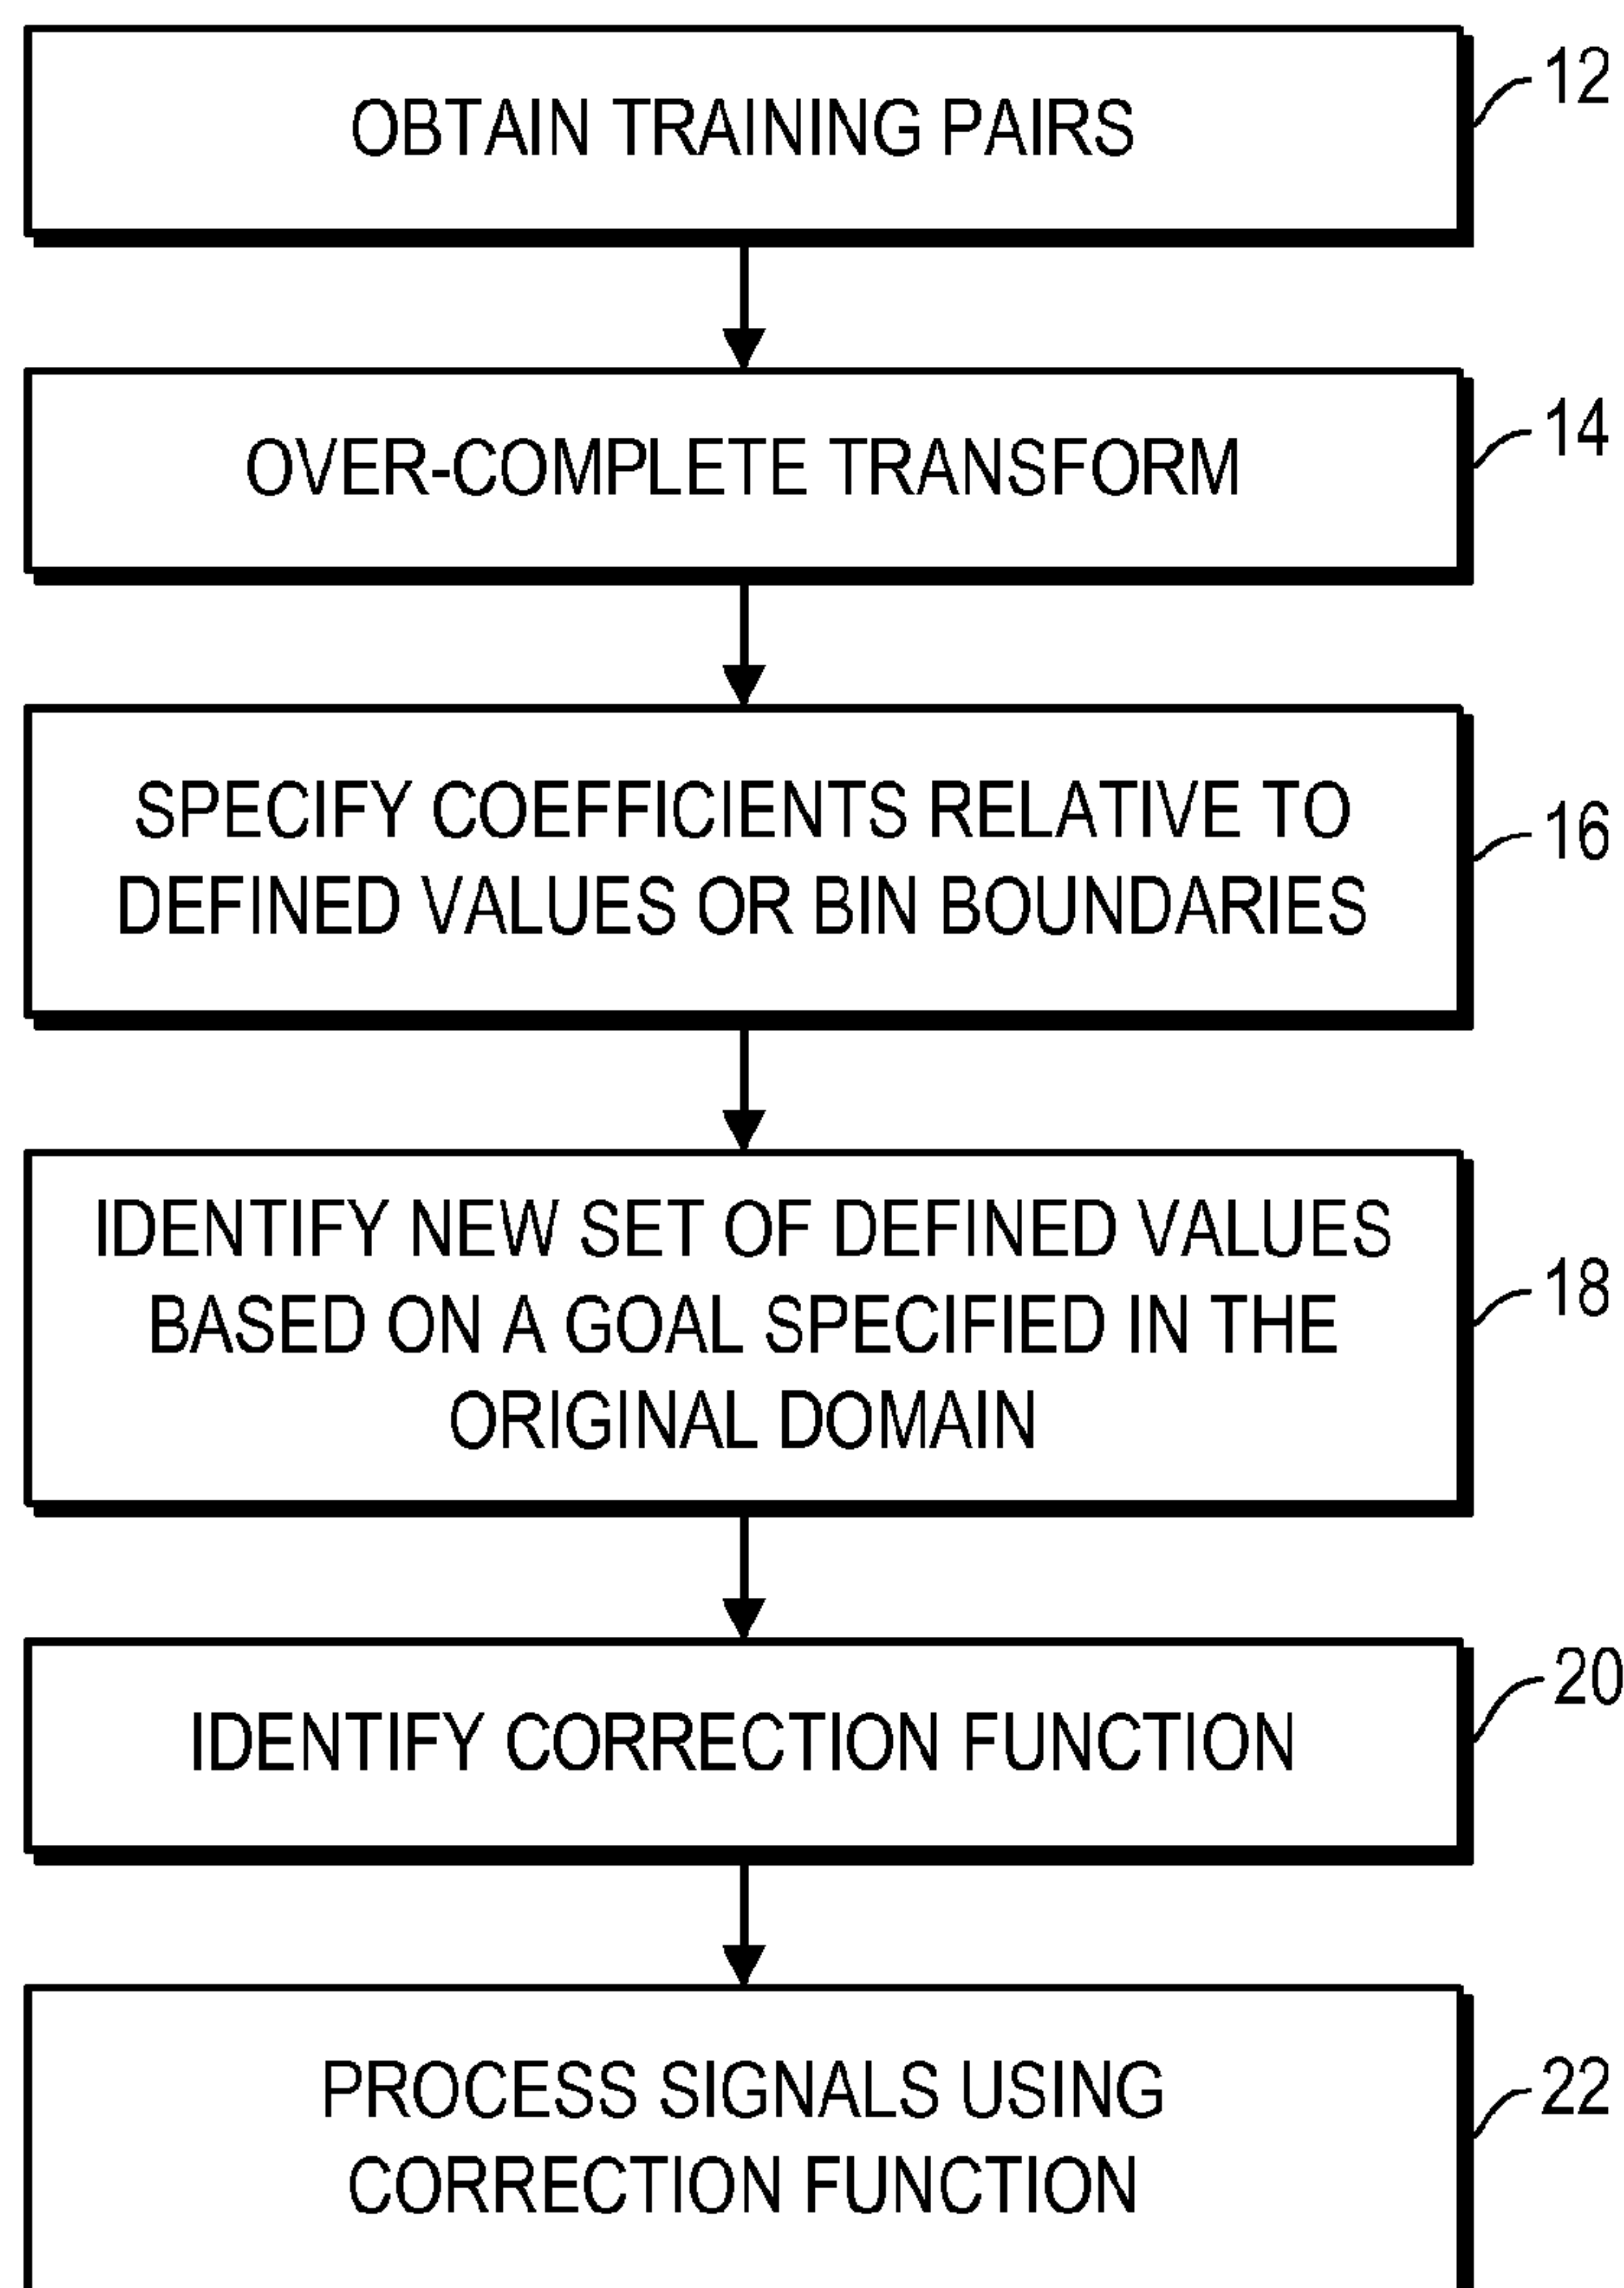 OBTAIN TRAINING PAIRS
12
OVER-COMPLETE TRANSFORM
14
SPECIFY COEFFICIENTS RELATIVE TO
DEFINED VALUES OR BIN BOUNDARIES
16
IDENTIFY NEW SET OF DEFINED VALUES
BASED ON A GOAL SPECIFIED IN THE
ORIGINAL DOMAIN
18
IDENTIFY CORRECTION FUNCTION
20
PROCESS SIGNALS USING
CORRECTION FUNCTION
22